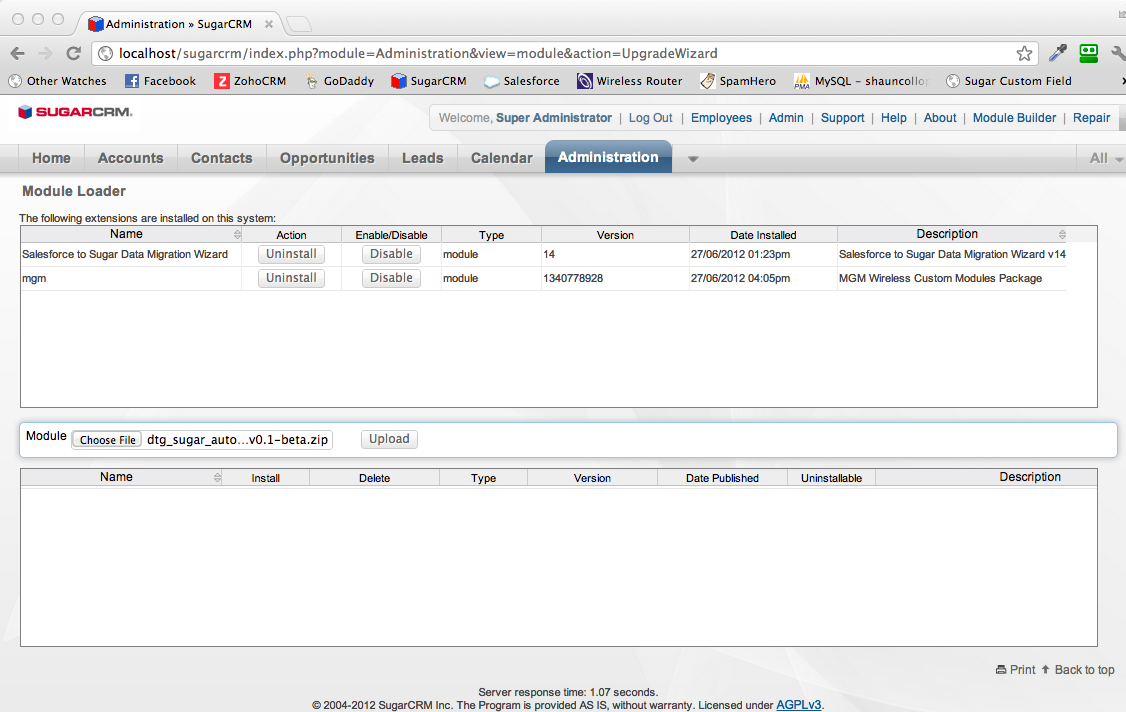 Administration » SugarCRM
localhost/sugarcrm/index.php?module=Administration&view=module&action=UpgradeWizard
Other Watches Facebook ZohoCRM GoDaddy SugarCRM Salesforce Wireless Router SpamHero MySQL – shauncollop Sugar Custom Field
SUGARCRM.
Welcome, Super Administrator | Log Out | Employees | Admin | Support | Help | About | Module Builder | Repair
Home Accounts Contacts Opportunities Leads Calendar Administration All
Module Loader
The following extensions are installed on this system:
Name Action Enable/Disable Type Version Date Installed Description
Salesforce to Sugar Data Migration Wizard Uninstall Disable module 14 27/06/2012 01:23pm Salesforce to Sugar Data Migration Wizard v14
mgm Uninstall Disable module 1340778928 27/06/2012 04:05pm MGM Wireless Custom Modules Package
Module Choose File dtg_sugar_auto...v0.1-beta.zip Upload
Name Install Delete Type Version Date Published Uninstallable Description
Print Back to top
Server response time: 1.07 seconds.
© 2004-2012 SugarCRM Inc. The Program is provided AS IS, without warranty. Licensed under AGPLv3.